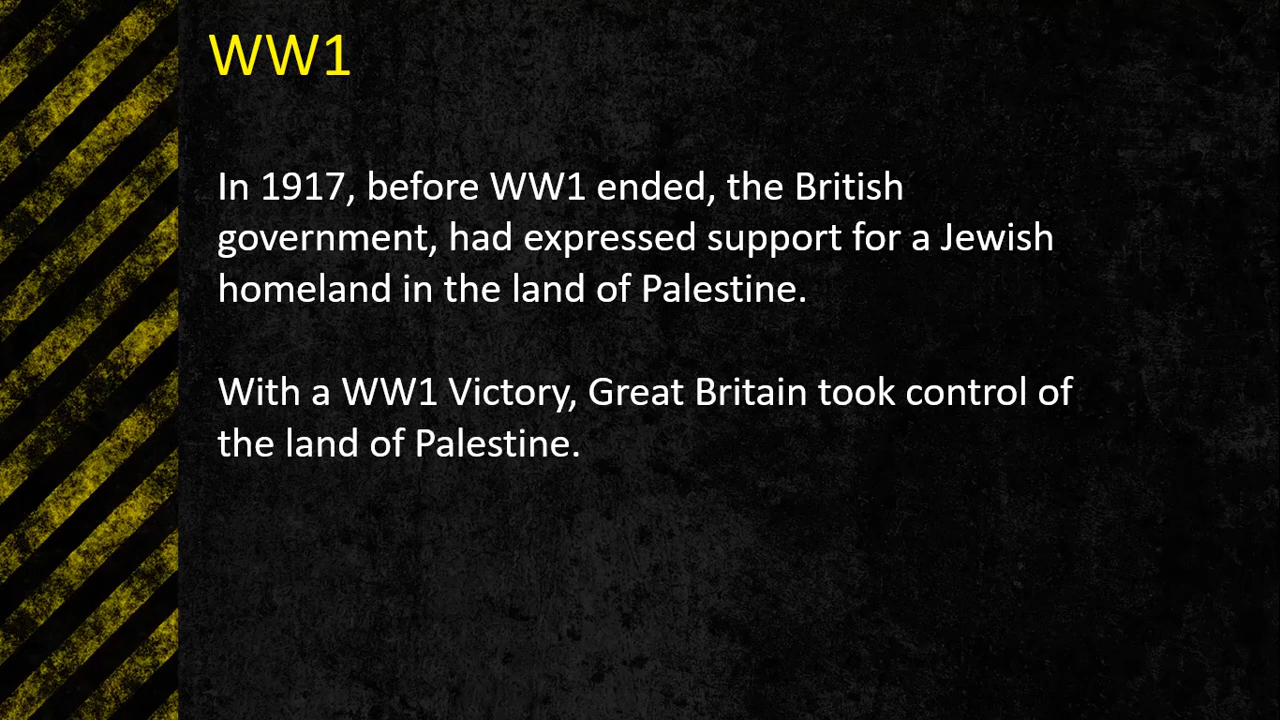 WW1
In 1917, before WW1 ended, the British
government, had expressed support for a Jewish
homeland in the land of Palestine.
With a WW1 Victory, Great Britain took control of
the land of Palestine.